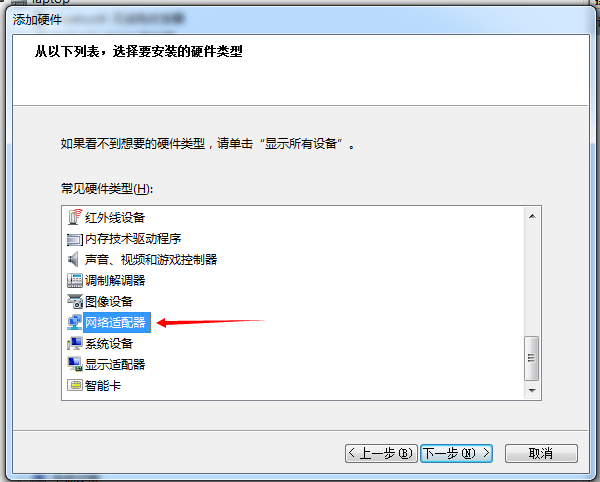 laptop
添加硬件
从以下列表，选择要安装的硬件类型
如果看不到想要的硬件类型，请单击“显示所有设备”。
常见硬件类型(H):
红外线设备
内存技术驱动程序
声音、视频和游戏控制器
调制解调器
图像设备
网络适配器
系统设备
显示适配器
智能卡
< 上一步(B)
下一步(N) >
取消